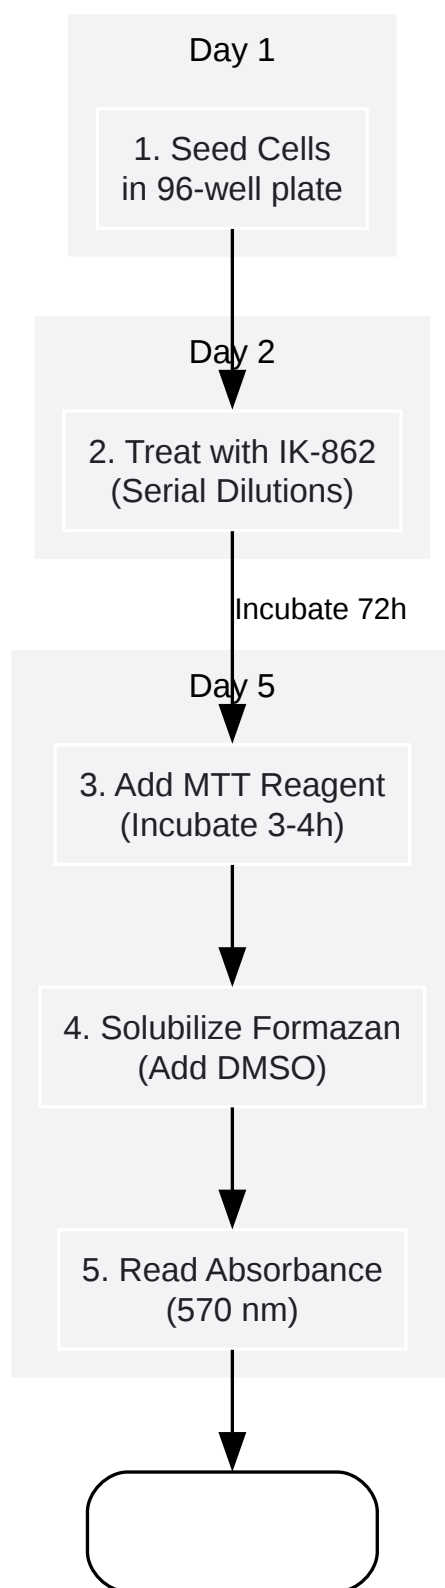 Day 1
1. Seed Cells
in 96-well plate
Day 2
2. Treat with IK-862
(Serial Dilutions)
Incubate 72h
Day 5
3. Add MTT Reagent
(Incubate 3-4h)
4. Solubilize Formazan
(Add DMSO)
5. Read Absorbance
(570 nm)